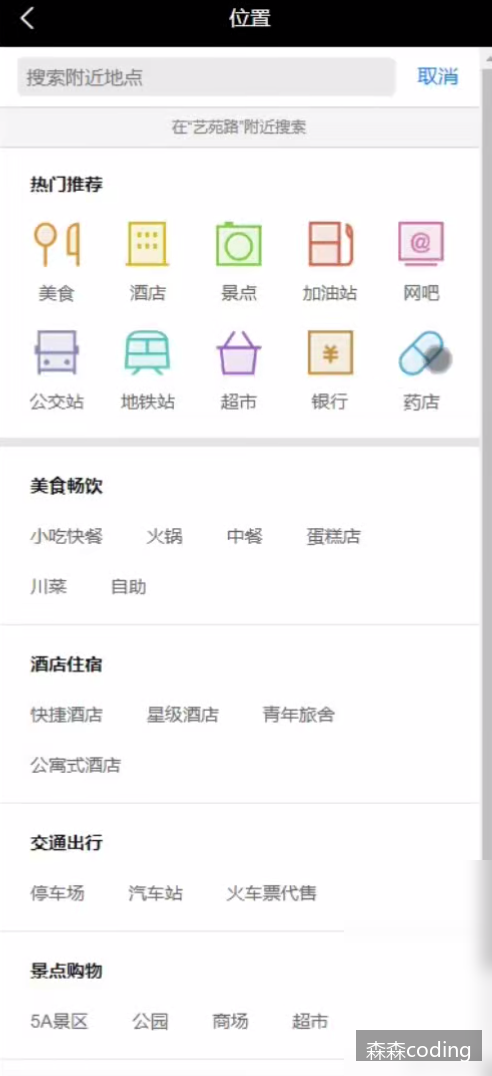 位置
搜索附近地点 取消
在“艺苑路”附近搜索
热门推荐
美食 酒店 景点 加油站 网吧
公交站 地铁站 超市 银行 药店
美食畅饮
小吃快餐 火锅 中餐 蛋糕店
川菜 自助
酒店住宿
快捷酒店 星级酒店 青年旅舍
公寓式酒店
交通出行
停车场 汽车站 火车票代售
景点购物
5A景区 公园 商场 超市
森森coding